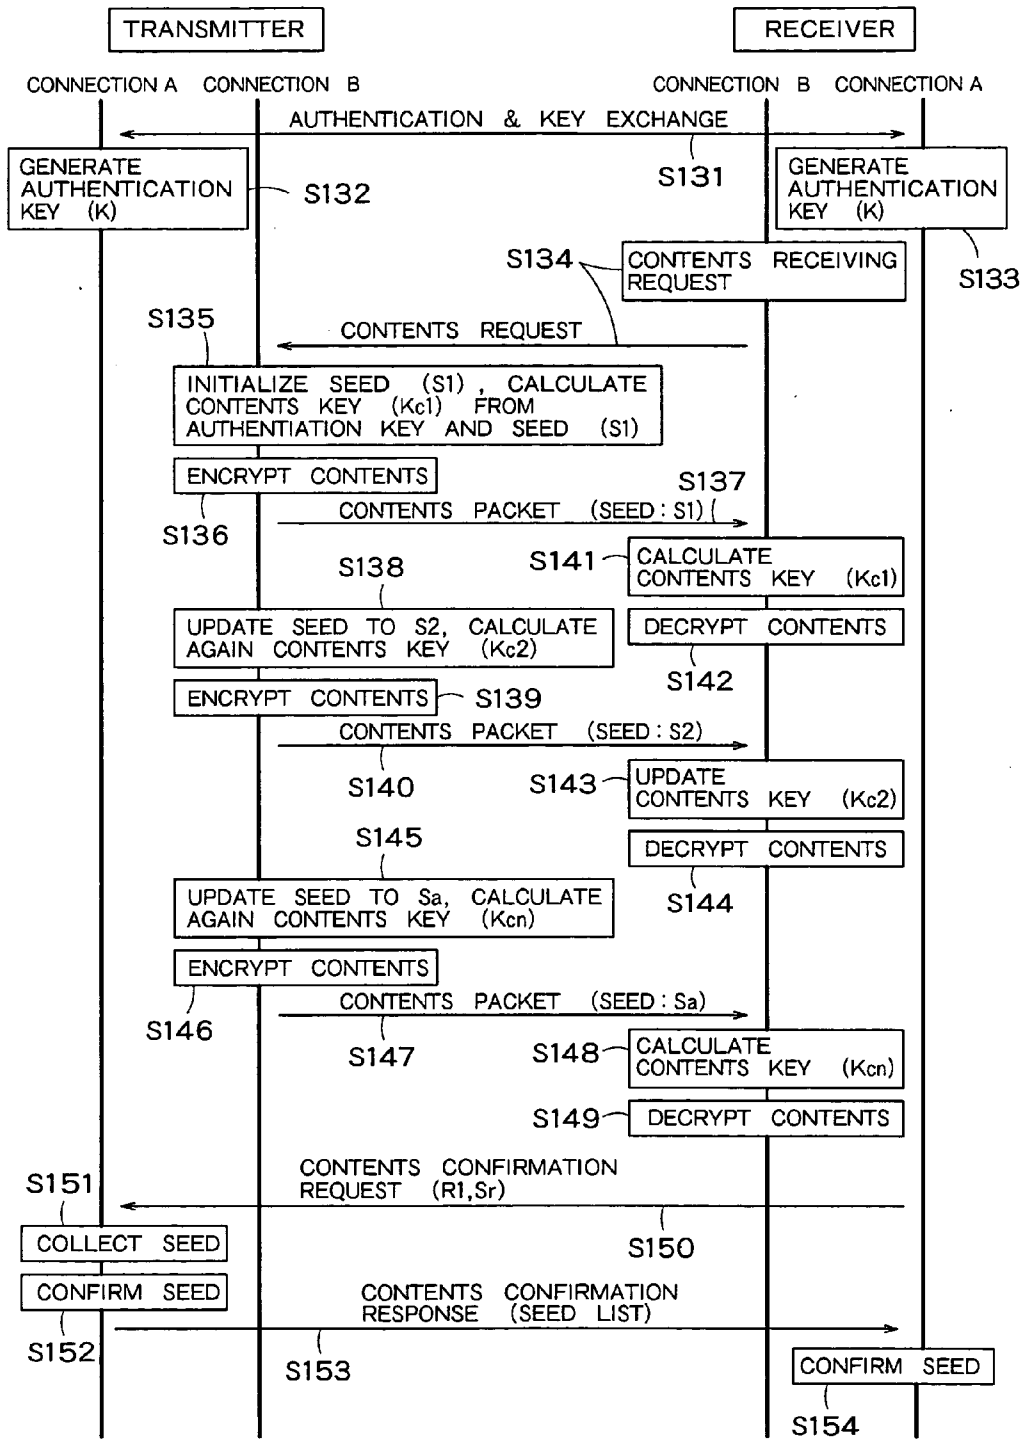 TRANSMITTER
RECEIVER
CONNECTION A
CONNECTION B
CONNECTION B
CONNECTION A
AUTHENTICATION & KEY EXCHANGE
S131
GENERATE
AUTHENTICATION
KEY (K)
S132
GENERATE
AUTHENTICATION
KEY (K)
S133
S134
CONTENTS RECEIVING
REQUEST
S135
CONTENTS REQUEST
INITIALIZE SEED (S1) , CALCULATE
CONTENTS KEY (Kc1) FROM
AUTHENTIATION KEY AND SEED (S1)
ENCRYPT CONTENTS
S136
CONTENTS PACKET (SEED : S1)
S137
S141
CALCULATE
CONTENTS KEY (Kc1)
S138
UPDATE SEED TO S2, CALCULATE
AGAIN CONTENTS KEY (Kc2)
DECRYPT CONTENTS
S142
ENCRYPT CONTENTS
S139
CONTENTS PACKET (SEED : S2)
S140
S143
UPDATE
CONTENTS KEY (Kc2)
S145
DECRYPT CONTENTS
S144
UPDATE SEED TO Sa, CALCULATE
AGAIN CONTENTS KEY (Kcn)
ENCRYPT CONTENTS
S146
CONTENTS PACKET (SEED : Sa)
S147
S148
CALCULATE
CONTENTS KEY (Kcn)
S149
DECRYPT CONTENTS
CONTENTS CONFIRMATION
REQUEST (R1,Sr)
S150
S151
COLLECT SEED
CONFIRM SEED
S152
CONTENTS CONFIRMATION
RESPONSE (SEED LIST)
S153
CONFIRM SEED
S154